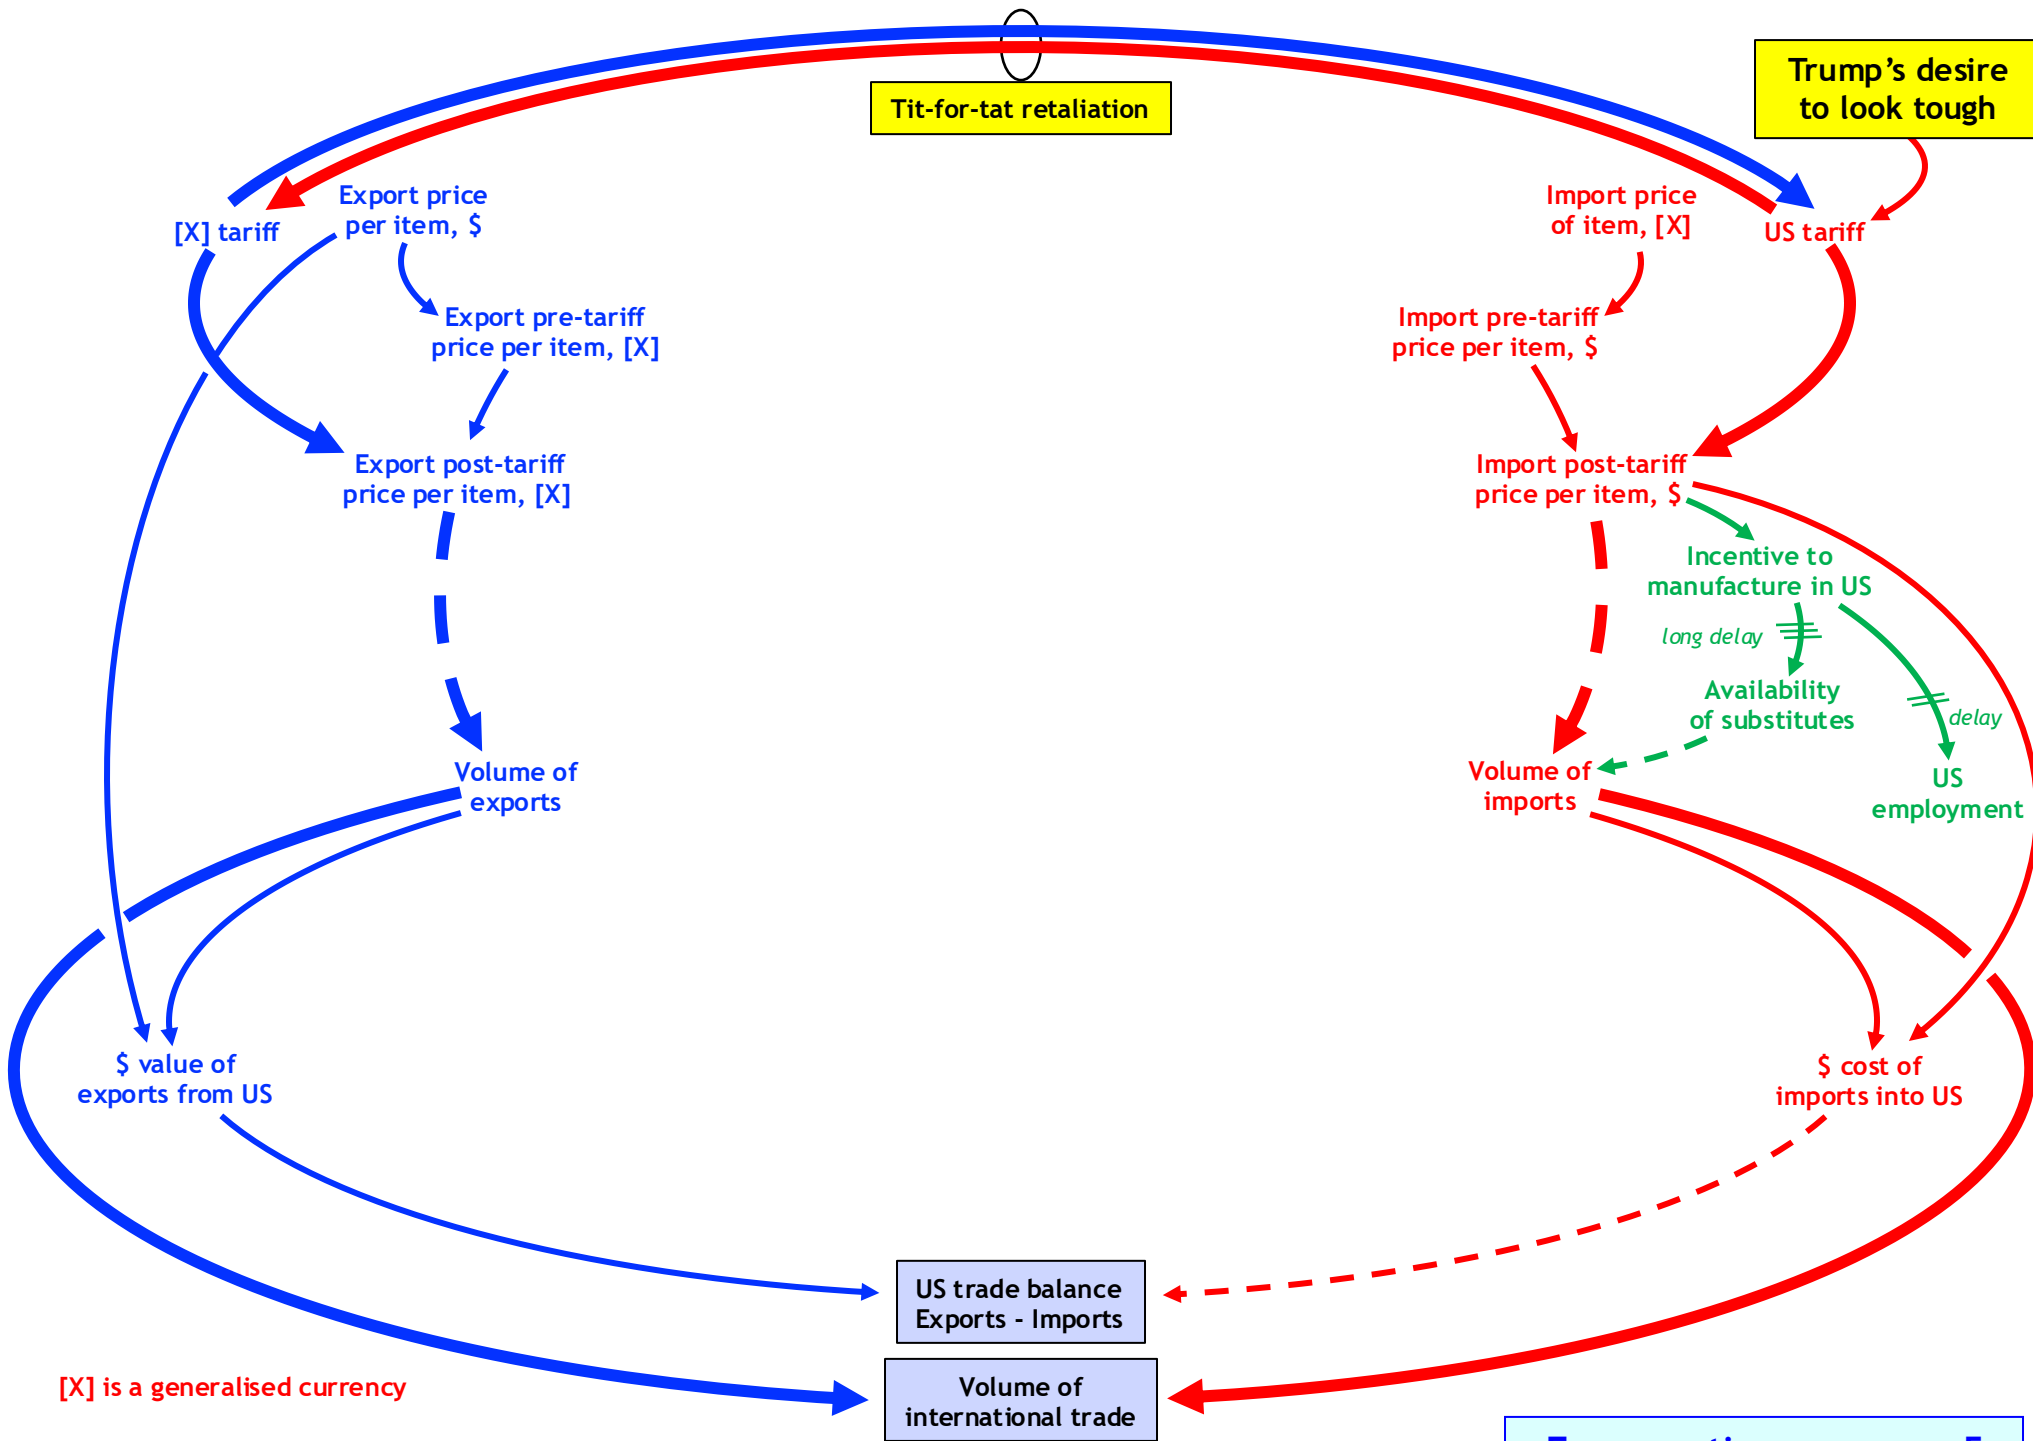 Tit-for-tat retaliation
Trump's desire
to look tough
[X] tariff
Export price
per item, $
Import price
of item, [X]
US tariff
Export pre-tariff
price per item, [X]
Import pre-tariff
price per item, $
Export post-tariff
price per item, [X]
Import post-tariff
price per item, $
Incentive to
manufacture in US
long delay
Availability
of substitutes
delay
Volume of
exports
Volume of
imports
US
employment
$ value of
exports from US
$ cost of
imports into US
US trade balance
Exports - Imports
Volume of
international trade
[X] is a generalised currency